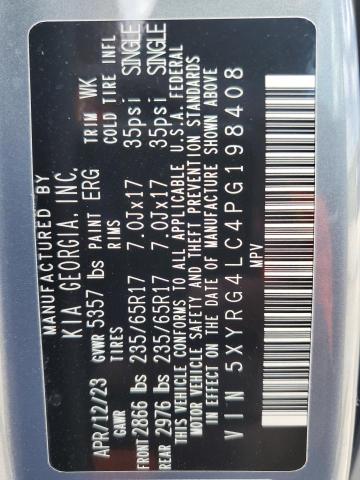 MANUFACTURED BY
KIA GEORGIA, INC.
APR/12/23 GVWR 5357 lbs PAINT ERG TRIM WK
GAWR TIRES RIMS COLD TIRE INFL
FRONT 2866 lbs 235/65R17 7.0Jx17 35psi SINGLE
REAR 2976 lbs 235/65R17 7.0Jx17 35psi SINGLE
THIS VEHICLE CONFORMS TO ALL APPLICABLE U.S.A. FEDERAL
MOTOR VEHICLE SAFETY AND THEFT PREVENTION STANDARDS
IN EFFECT ON THE DATE OF MANUFACTURE SHOWN ABOVE
VIN 5XYRG4LC4PG198408
MPV